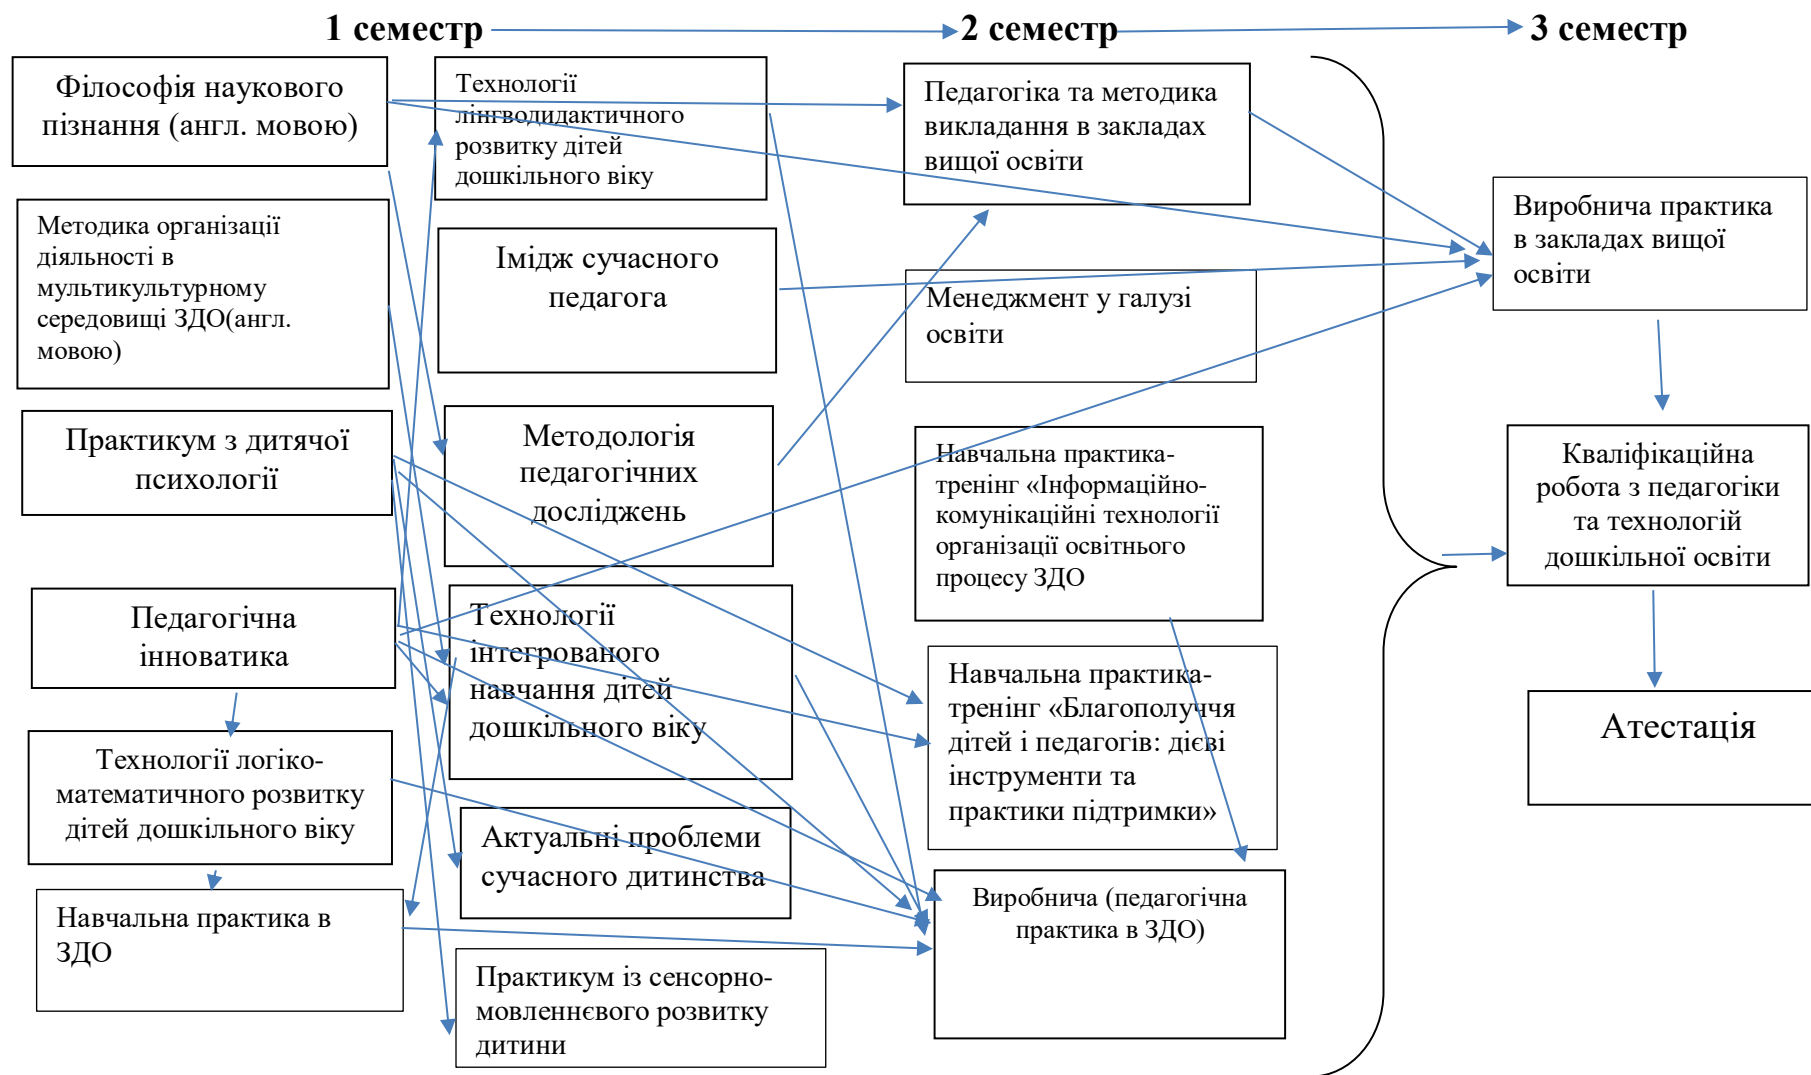 1 семестр
2 семестр
3 семестр
Філософія наукового
пізнання (англ. мовою)
Методика організації
діяльності в
мультикультурному
середовищі ЗДО(англ.
мовою)
Практикум з дитячої
психології
Педагогічна
інноватика
Технології логіко-
математичного розвитку
дітей дошкільного віку
Навчальна практика в
ЗДО
Технології
лінгводидактичного
розвитку дітей
дошкільного віку
Імідж сучасного
педагога
Методологія
педагогічних
досліджень
Технології
інтегрованого
навчання дітей
дошкільного віку
Актуальні проблеми
сучасного дитинства
Практикум із сенсорно-
мовленнєвого розвитку
дитини
Педагогіка та методика
викладання в закладах
вищої освіти
Менеджмент у галузі
освіти
Навчальна практика-
тренінг «Інформаційно-
комунікаційні технології
організації освітнього
процесу ЗДО
Навчальна практика-
тренінг «Благополуччя
дітей і педагогів: дієві
інструменти та
практики підтримки»
Виробнича (педагогічна
практика в ЗДО)
Виробнича практика
в закладах вищої
освіти
Кваліфікаційна
робота з педагогіки
та технологій
дошкільної освіти
Атестація